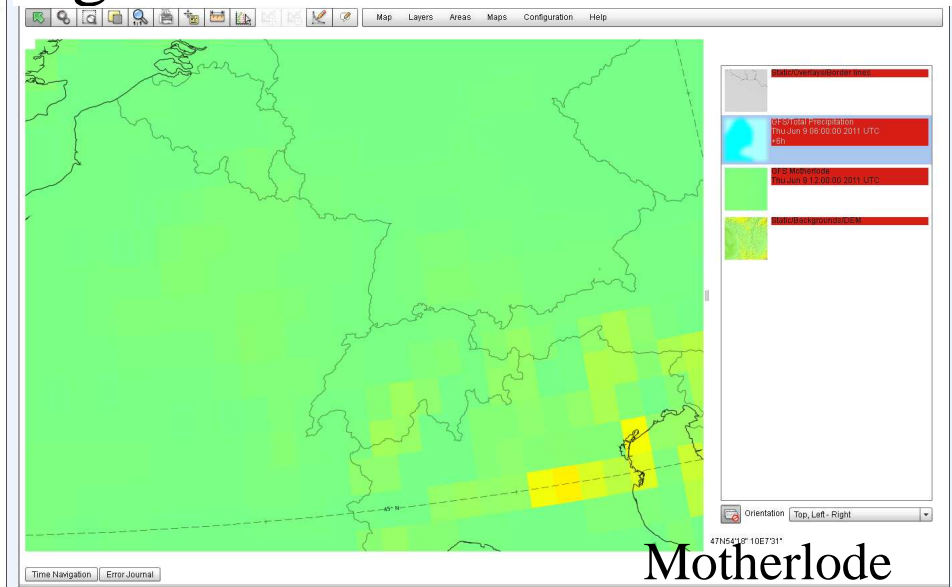 Map Layers Areas Maps Configuration Help
Static/Overlays/Border lines
GFS/Total Precipitation
Thu Jun 9 06:00:00 2011 UTC
+6h
GFS Motherlode
Thu Jun 9 12:00:00 2011 UTC
Static/Backgrounds/DEM
45° N
Orientation Top, Left - Right
47N54'18" 10E7'31"
Motherlode
Time Navigation Error Journal